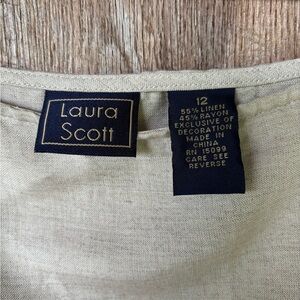 Laura
Scott
12
55% LINEN
45% RAYON
EXCLUSIVE OF
DECORATION
MADE IN
CHINA
RN 15099
CARE SEE
REVERSE